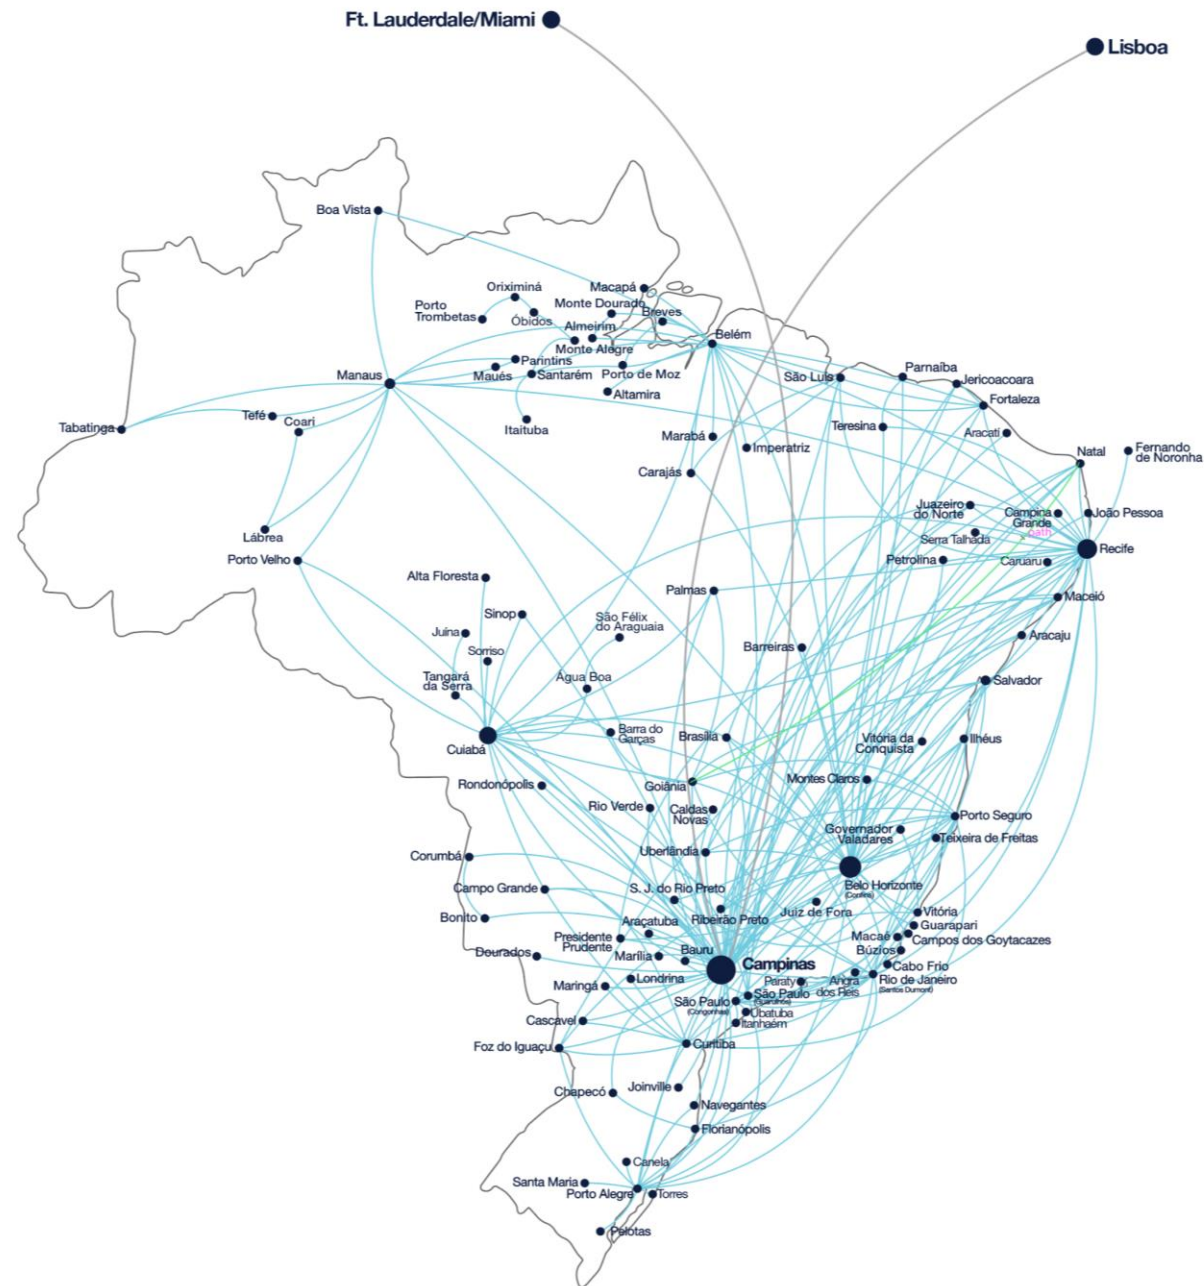 Ft. Lauderdale/Miami
Lisboa
Boa Vista
Oriximiná
Macapá
Porto
Trombetas
Monte Dourado
Breves
Óbidos
Almeirim
Belém
Monte Alegre
Parintins
Maués
Santarém
Porto de Moz
Manaus
São Luís
Parnaíba
Jericoacoara
Altamira
Fortaleza
Tefé
Coari
Tabatinga
Itaituba
Teresina
Aracati
Marabá
Imperatriz
Natal
Fernando
de Noronha
Carajás
Juazeiro
do Norte
Campina
Grande
path
João Pessoa
Lábrea
Serra Talhada
Recife
Porto Velho
Petrolina
Caruaru
Alta Floresta
Palmas
Maceió
Sinop
São Félix
do Araguaia
Juína
Aracaju
Sorriso
Barreiras
Tangará
da Serra
Água Boa
Salvador
Cuiabá
Barra do
Garças
Brasília
Vitória da
Conquista
Ilhéus
Rondonópolis
Goiânia
Montes Claros
Rio Verde
Caldas
Novas
Porto Seguro
Governador
Valadares
Teixeira de Freitas
Corumbá
Uberlândia
Campo Grande
S. J. do Rio Preto
Belo Horizonte
(Confins)
Bonito
Araçatuba
Ribeirão Preto
Juiz de Fora
Vitória
Guarapari
Presidente
Prudente
Macaé
Campos dos Goytacazes
Dourados
Marília
Bauru
Búzios
Campinas
Cabo Frio
Maringá
Londrina
Paraty
Angra
dos Reis
Rio de Janeiro
(Santos Dumont)
São Paulo
(Congonhas)
São Paulo
(Guarulhos)
Ubatuba
Itanhaém
Cascavel
Foz do Iguaçu
Curitiba
Chapecó
Joinville
Navegantes
Florianópolis
Canela
Santa Maria
Porto Alegre
Torres
Pelotas